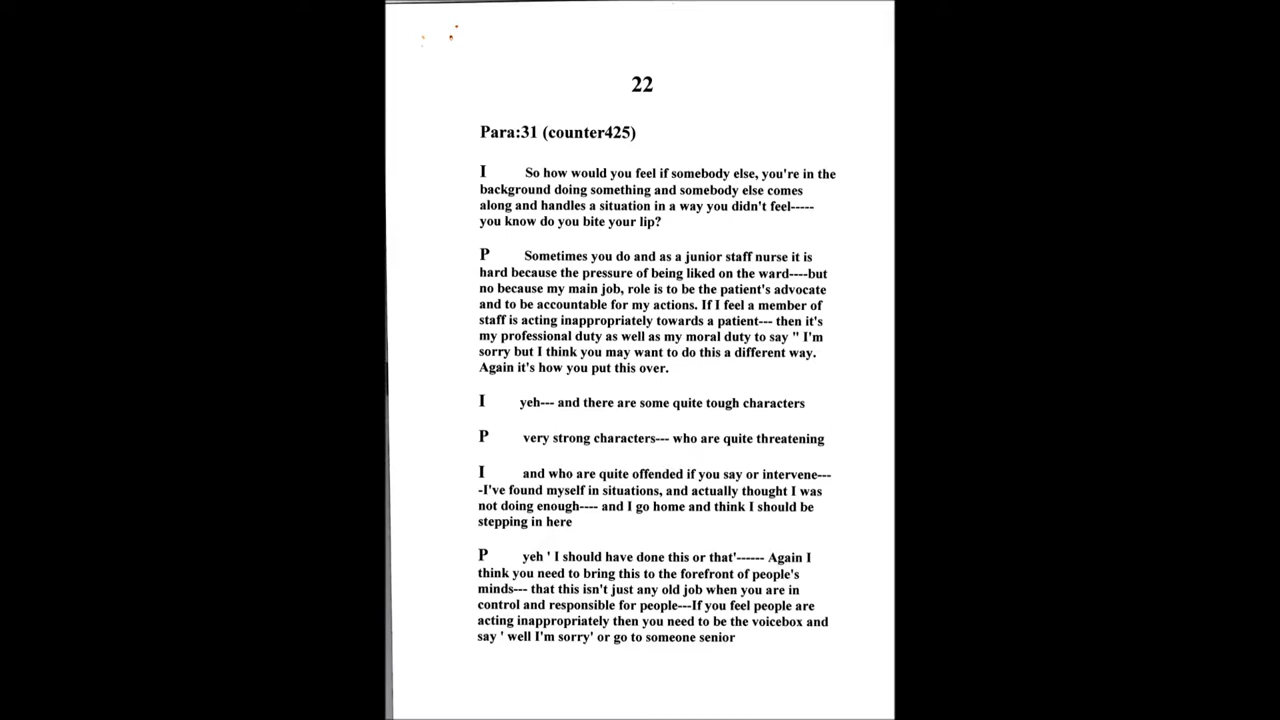 22
Para:31 (counter425)
I So how would you feel if somebody else, you're in the
background doing something and somebody else comes
along and handles a situation in a way you didn't feel-----
you know do you bite your lip?
P Sometimes you do and as a junior staff nurse it is
hard because the pressure of being liked on the ward----but
no because my main job, role is to be the patient's advocate
and to be accountable for my actions. If I feel a member of
staff is acting inappropriately towards a patient--- then it's
my professional duty as well as my moral duty to say " I'm
sorry but I think you may want to do this a different way.
Again it's how you put this over.
I yeh--- and there are some quite tough characters
P very strong characters--- who are quite threatening
I and who are quite offended if you say or intervene---
-I've found myself in situations, and actually thought I was
not doing enough---- and I go home and think I should be
stepping in here
P yeh ' I should have done this or that'------ Again I
think you need to bring this to the forefront of people's
minds--- that this isn't just any old job when you are in
control and responsible for people---If you feel people are
acting inappropriately then you need to be the voicebox and
say ' well I'm sorry' or go to someone senior